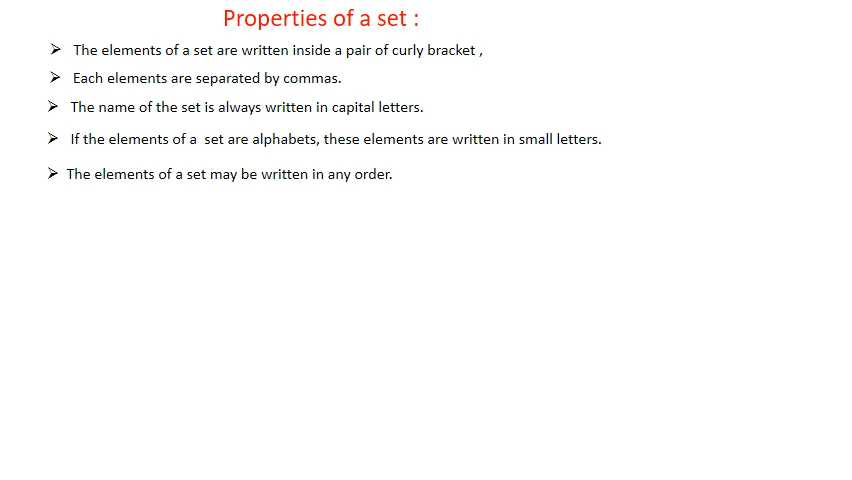 Properties of a set :
➢ The elements of a set are written inside a pair of curly bracket ,
➢ Each elements are separated by commas.
➢ The name of the set is always written in capital letters.
➢ If the elements of a  set are alphabets, these elements are written in small letters.
➢ The elements of a set may be written in any order.